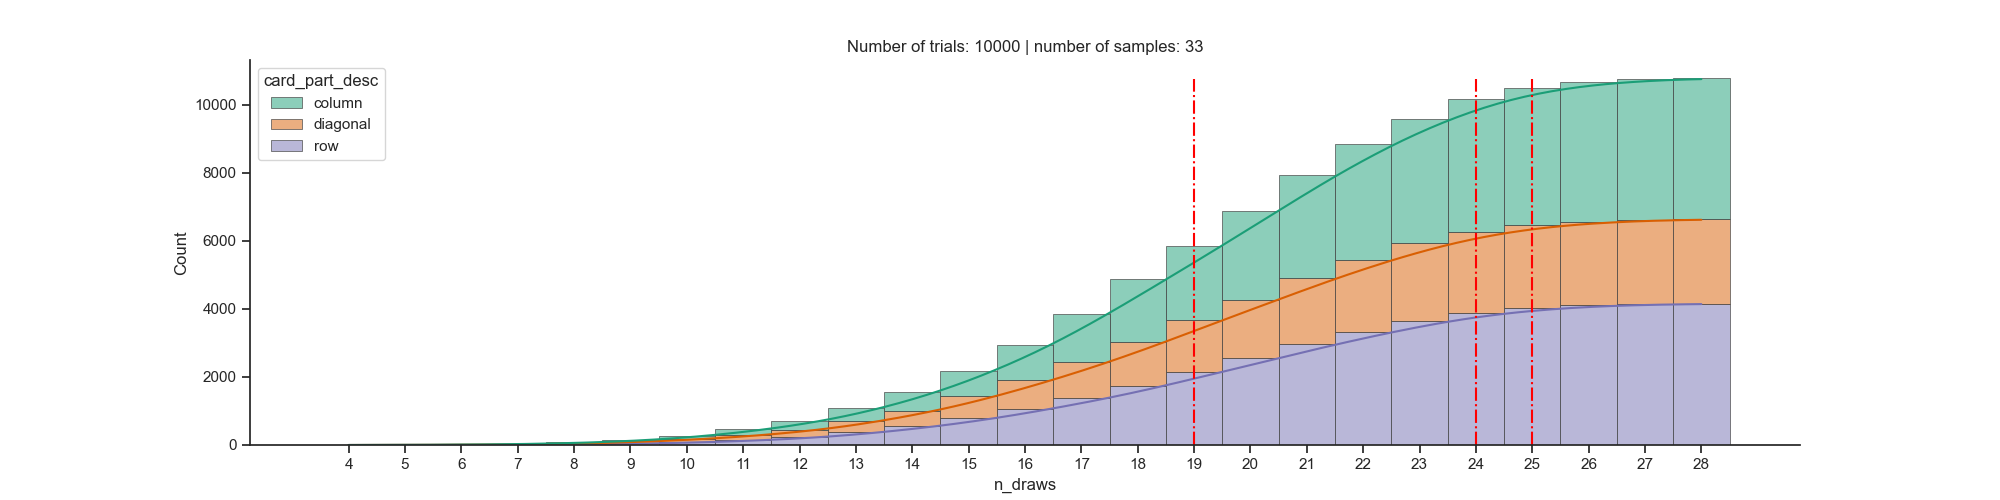 Number of trials: 10000 | number of samples: 33
card_part_desc
column
diagonal
row
Count
10000
8000
6000
4000
2000
0
4 5 6 7 8 9 10 11 12 13 14 15 16 17 18 19 20 21 22 23 24 25 26 27 28
n_draws